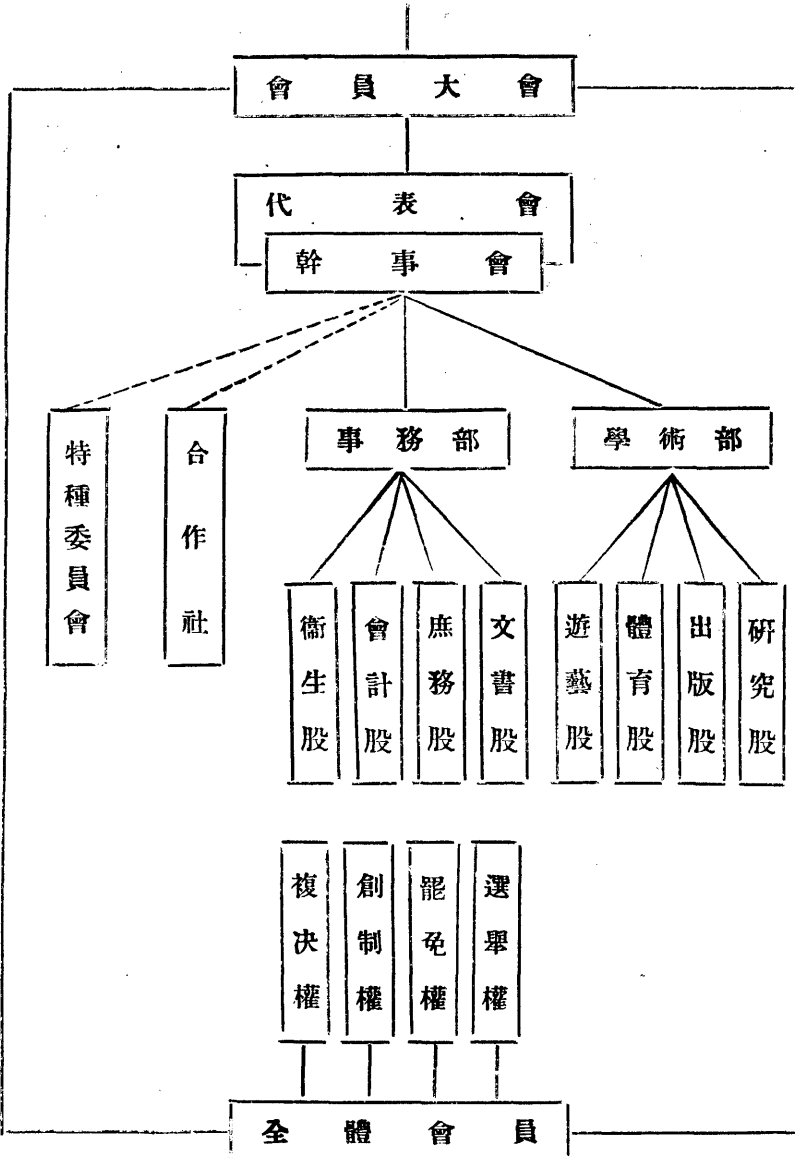 會員大會
代表會
幹事會
特種委員會
合作社
事務部
學術部
衞生股
會計股
庶務股
文書股
遊藝股
體育股
出版股
研究股
複决權
創制權
罷免權
選舉權
全體會員